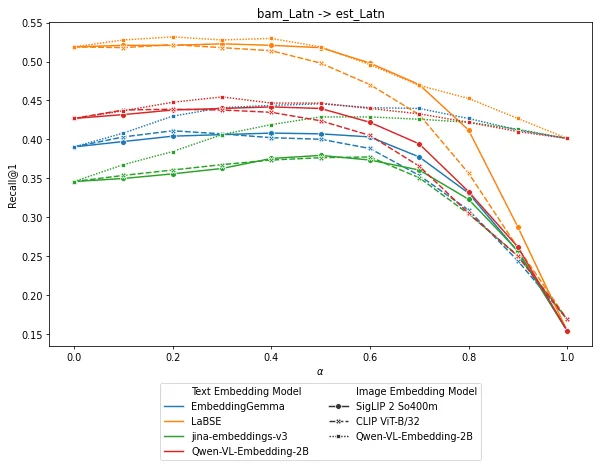 bam_Latn -> est_Latn
Recall@1
0.55
0.50
0.45
0.40
0.35
0.30
0.25
0.20
0.15
0.0 0.2 0.4 0.6 0.8 1.0
α
Text Embedding Model
EmbeddingGemma
LaBSE
jina-embeddings-v3
Qwen-VL-Embedding-2B
Image Embedding Model
SigLIP 2 So400m
CLIP ViT-B/32
Qwen-VL-Embedding-2B